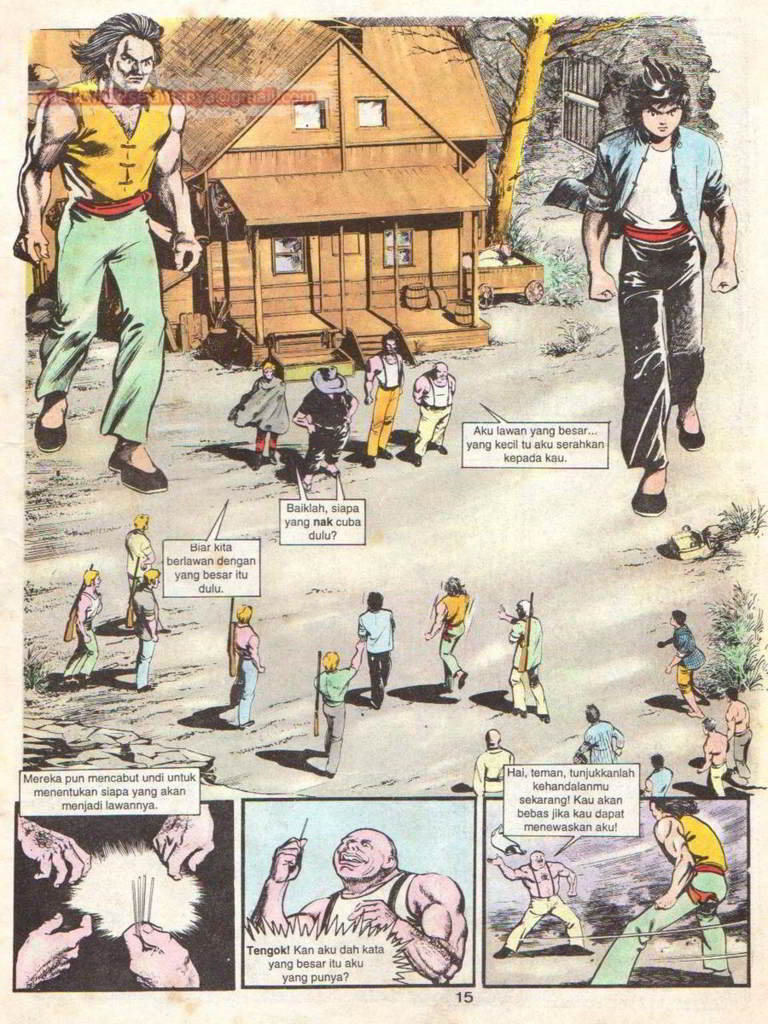 Aku lawan yang besar...
yang kecil tu aku serahkan
kepada kau.
Baiklah, siapa
yang nak cuba
dulu?
Biar kita
berlawan dengan
yang besar itu
dulu.
Mereka pun mencabut undi untuk
menentukan siapa yang akan
menjadi lawannya.
Tengok! Kan aku dah kata
yang besar itu aku
yang punya?
Hai, teman, tunjukkanlah
kehandalanmu
sekarang! Kau akan
bebas jika kau dapat
menewaskan aku!
15